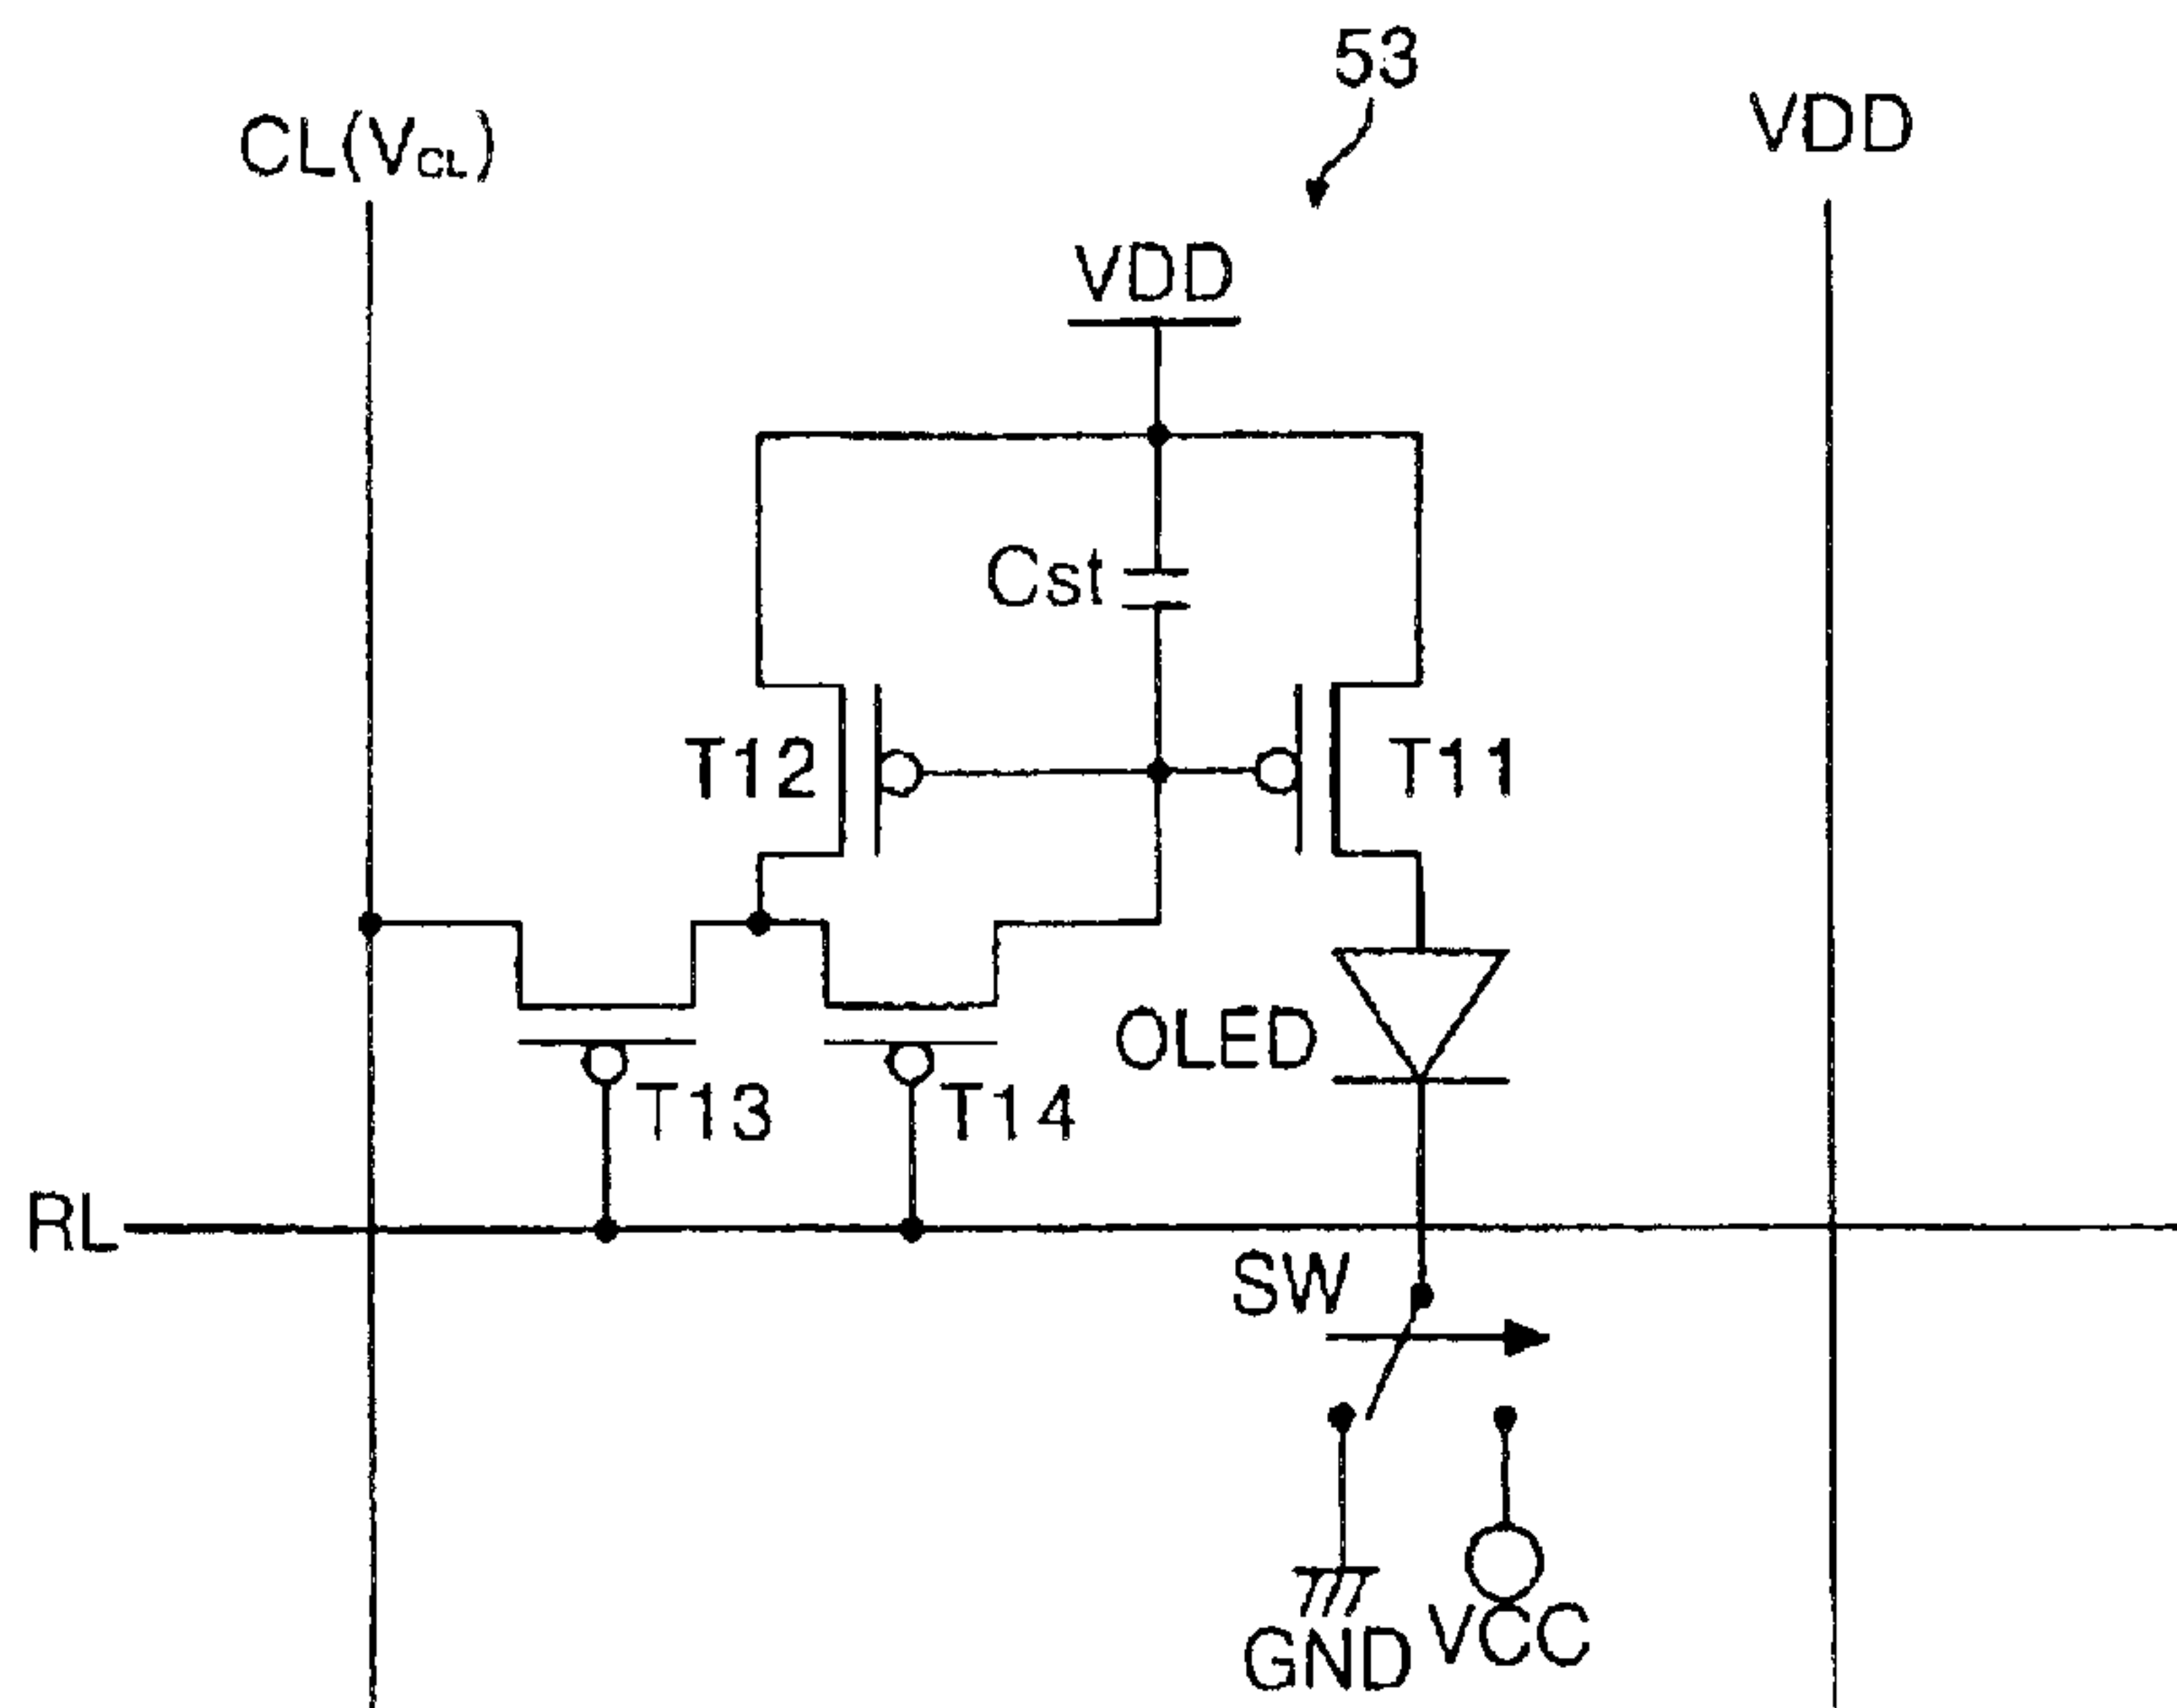 53
CL(VCL)
VDD
VDD
Cst
T12
T11
OLED
T13
T14
RL
SW
GND
VCC